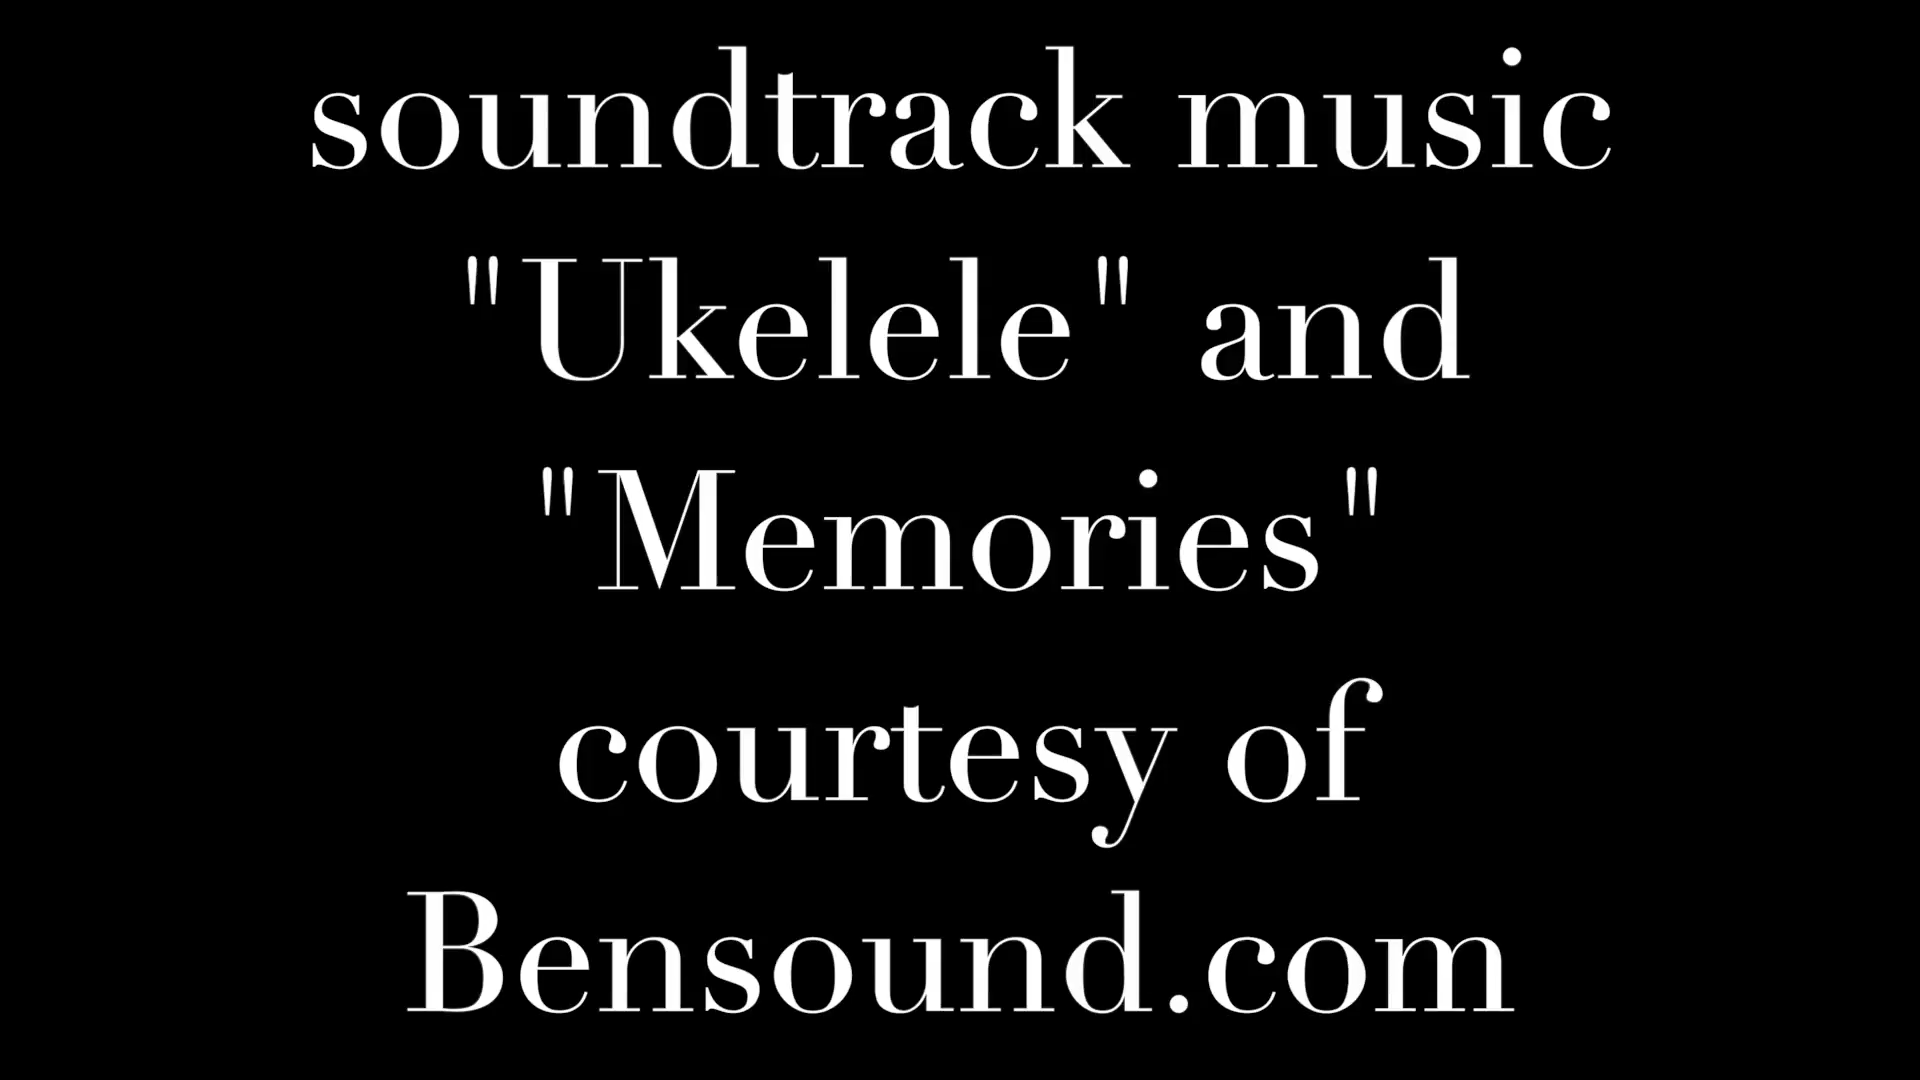 soundtrack music
"Ukelele" and
"Memories"
courtesy of
Bensound.com